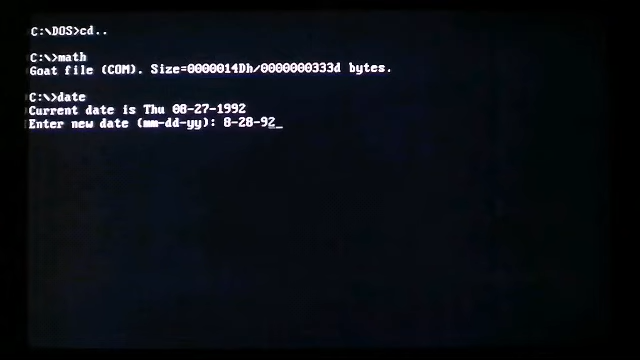 C:\DOS>cd..
C:\>math
Goat file (COM). Size=0000014Dh/0000000333d bytes.
C:\>date
Current date is Thu 08-27-1992
Enter new date (mm-dd-yy): 8-28-92_